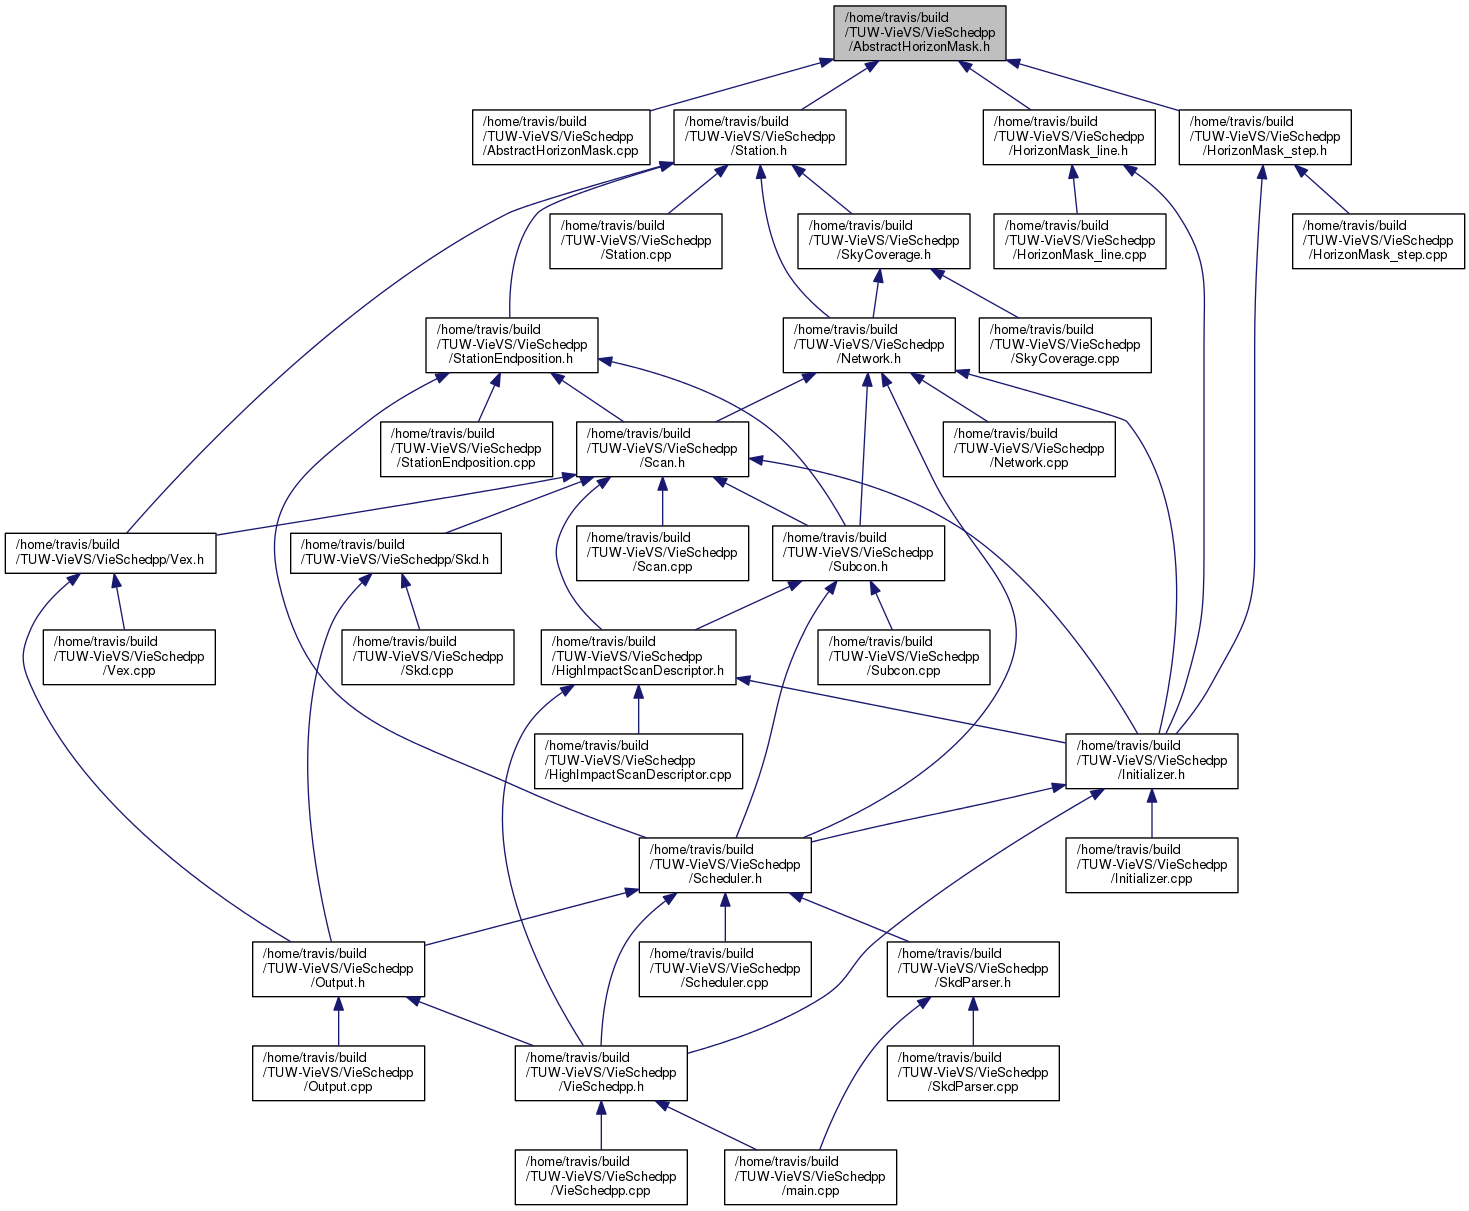 /home/travis/build
/TUW-VieVS/VieSchedpp
/AbstractHorizonMask.h
/home/travis/build
/TUW-VieVS/VieSchedpp
/AbstractHorizonMask.cpp
/home/travis/build
/TUW-VieVS/VieSchedpp
/Station.h
/home/travis/build
/TUW-VieVS/VieSchedpp
/HorizonMask_line.h
/home/travis/build
/TUW-VieVS/VieSchedpp
/HorizonMask_step.h
/home/travis/build
/TUW-VieVS/VieSchedpp
/Station.cpp
/home/travis/build
/TUW-VieVS/VieSchedpp
/SkyCoverage.h
/home/travis/build
/TUW-VieVS/VieSchedpp
/HorizonMask_line.cpp
/home/travis/build
/TUW-VieVS/VieSchedpp
/HorizonMask_step.cpp
/home/travis/build
/TUW-VieVS/VieSchedpp
/StationEndposition.h
/home/travis/build
/TUW-VieVS/VieSchedpp
/Network.h
/home/travis/build
/TUW-VieVS/VieSchedpp
/SkyCoverage.cpp
/home/travis/build
/TUW-VieVS/VieSchedpp
/StationEndposition.cpp
/home/travis/build
/TUW-VieVS/VieSchedpp
/Scan.h
/home/travis/build
/TUW-VieVS/VieSchedpp
/Network.cpp
/home/travis/build
/TUW-VieVS/VieSchedpp/Vex.h
/home/travis/build
/TUW-VieVS/VieSchedpp/Skd.h
/home/travis/build
/TUW-VieVS/VieSchedpp
/Scan.cpp
/home/travis/build
/TUW-VieVS/VieSchedpp
/Subcon.h
/home/travis/build
/TUW-VieVS/VieSchedpp
/Vex.cpp
/home/travis/build
/TUW-VieVS/VieSchedpp
/Skd.cpp
/home/travis/build
/TUW-VieVS/VieSchedpp
/HighImpactScanDescriptor.h
/home/travis/build
/TUW-VieVS/VieSchedpp
/Subcon.cpp
/home/travis/build
/TUW-VieVS/VieSchedpp
/HighImpactScanDescriptor.cpp
/home/travis/build
/TUW-VieVS/VieSchedpp
/Initializer.h
/home/travis/build
/TUW-VieVS/VieSchedpp
/Scheduler.h
/home/travis/build
/TUW-VieVS/VieSchedpp
/Initializer.cpp
/home/travis/build
/TUW-VieVS/VieSchedpp
/Output.h
/home/travis/build
/TUW-VieVS/VieSchedpp
/Scheduler.cpp
/home/travis/build
/TUW-VieVS/VieSchedpp
/SkdParser.h
/home/travis/build
/TUW-VieVS/VieSchedpp
/Output.cpp
/home/travis/build
/TUW-VieVS/VieSchedpp
/VieSchedpp.h
/home/travis/build
/TUW-VieVS/VieSchedpp
/SkdParser.cpp
/home/travis/build
/TUW-VieVS/VieSchedpp
/VieSchedpp.cpp
/home/travis/build
/TUW-VieVS/VieSchedpp
/main.cpp